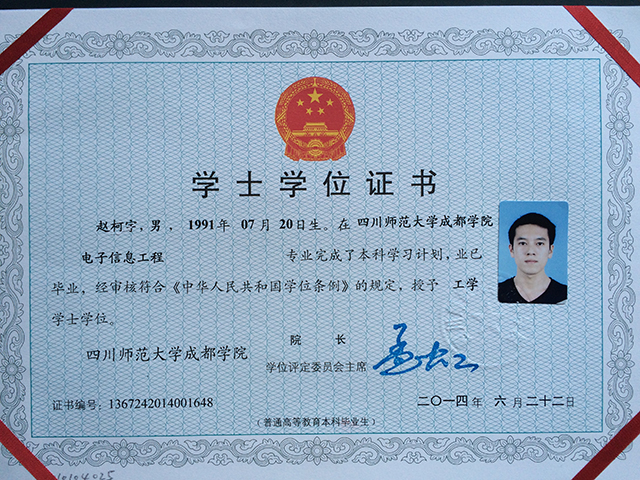 学士学位证书
赵柯宇，男，1991年 07月 20日生。在 四川师范大学成都学院
电子信息工程 专业完成了本科学习计划，业已
毕业，经审核符合《中华人民共和国学位条例》的规定，授予 工学
学士学位。
院 长
四川师范大学成都学院 学位评定委员会主席
证书编号：1367242014001648 二〇一四年 六月二十二日
（普通高等教育本科毕业生）
0104025